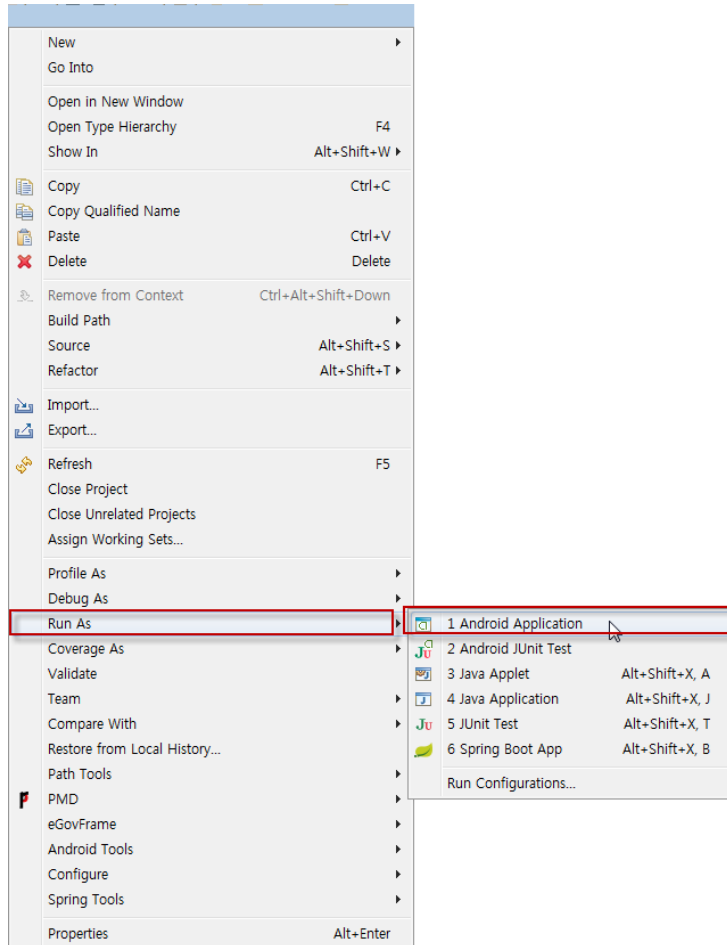 New
Go Into
Open in New Window
Open Type Hierarchy F4
Show In Alt+Shift+W
Copy Ctrl+C
Copy Qualified Name
Paste Ctrl+V
Delete Delete
Remove from Context Ctrl+Alt+Shift+Down
Build Path
Source Alt+Shift+S
Refactor Alt+Shift+T
Import...
Export...
Refresh F5
Close Project
Close Unrelated Projects
Assign Working Sets...
Profile As
Debug As
Run As
Coverage As
Validate
Team
Compare With
Restore from Local History...
Path Tools
PMD
eGovFrame
Android Tools
Configure
Spring Tools
Properties Alt+Enter
1 Android Application
2 Android JUnit Test
3 Java Applet Alt+Shift+X, A
4 Java Application Alt+Shift+X, J
5 JUnit Test Alt+Shift+X, T
6 Spring Boot App Alt+Shift+X, B
Run Configurations...